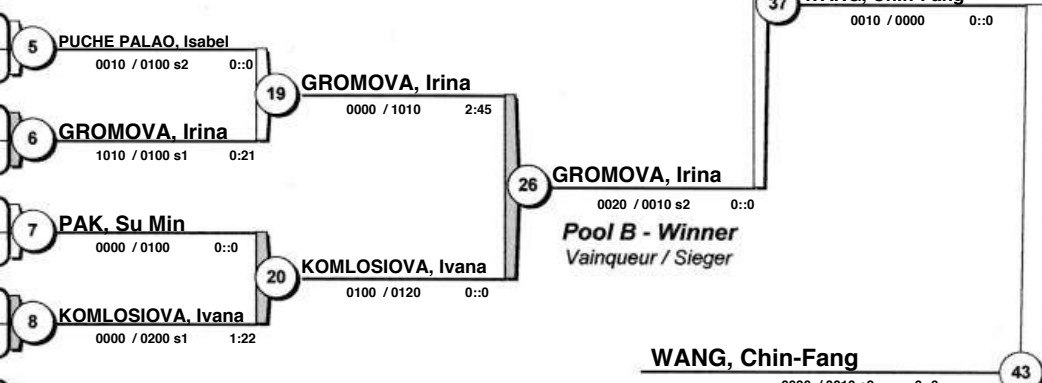 37
0010 / 0000 0::0
5 PUCHE PALAO, Isabel
0010 / 0100 s2 0::0
19 GROMOVA, Irina
0000 / 1010 2:45
6 GROMOVA, Irina
1010 / 0100 s1 0:21
26 GROMOVA, Irina
0020 / 0010 s2 0::0
Pool B - Winner
Vainqueur / Sieger
7 PAK, Su Min
0000 / 0100 0::0
20 KOMLOSIOVA, Ivana
0100 / 0120 0::0
8 KOMLOSIOVA, Ivana
0000 / 0200 s1 1:22
WANG, Chin-Fang
43